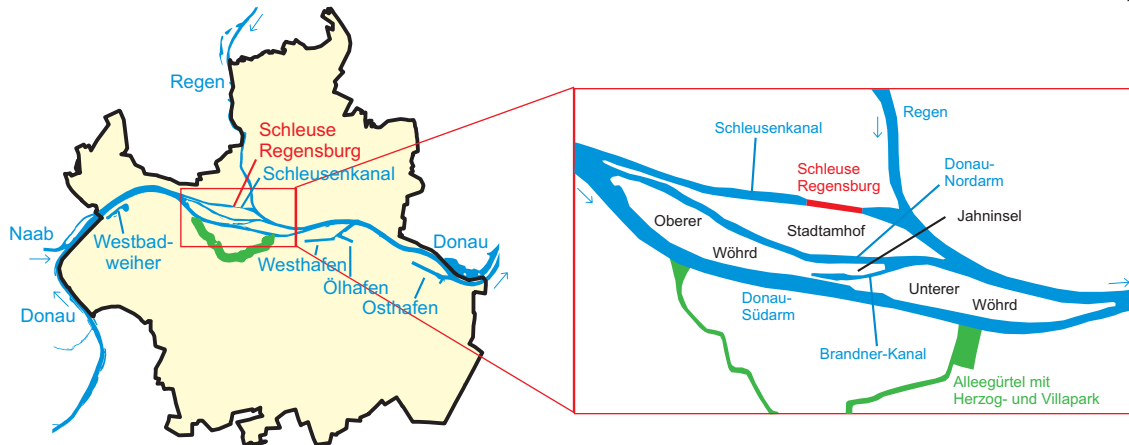 Regen
Schleuse
Regensburg
Schleusenkanal
Naab
Westbad-
weiher
Donau
Westhafen
Ölhafen
Osthafen
Donau
Schleusenkanal
Regen
Schleuse
Regensburg
Donau-
Nordarm
Jahninsel
Oberer
Wöhrd
Stadtamhof
Unterer
Wöhrd
Donau-
Südarm
Brandner-Kanal
Alleegürtel mit
Herzog- und Villapark